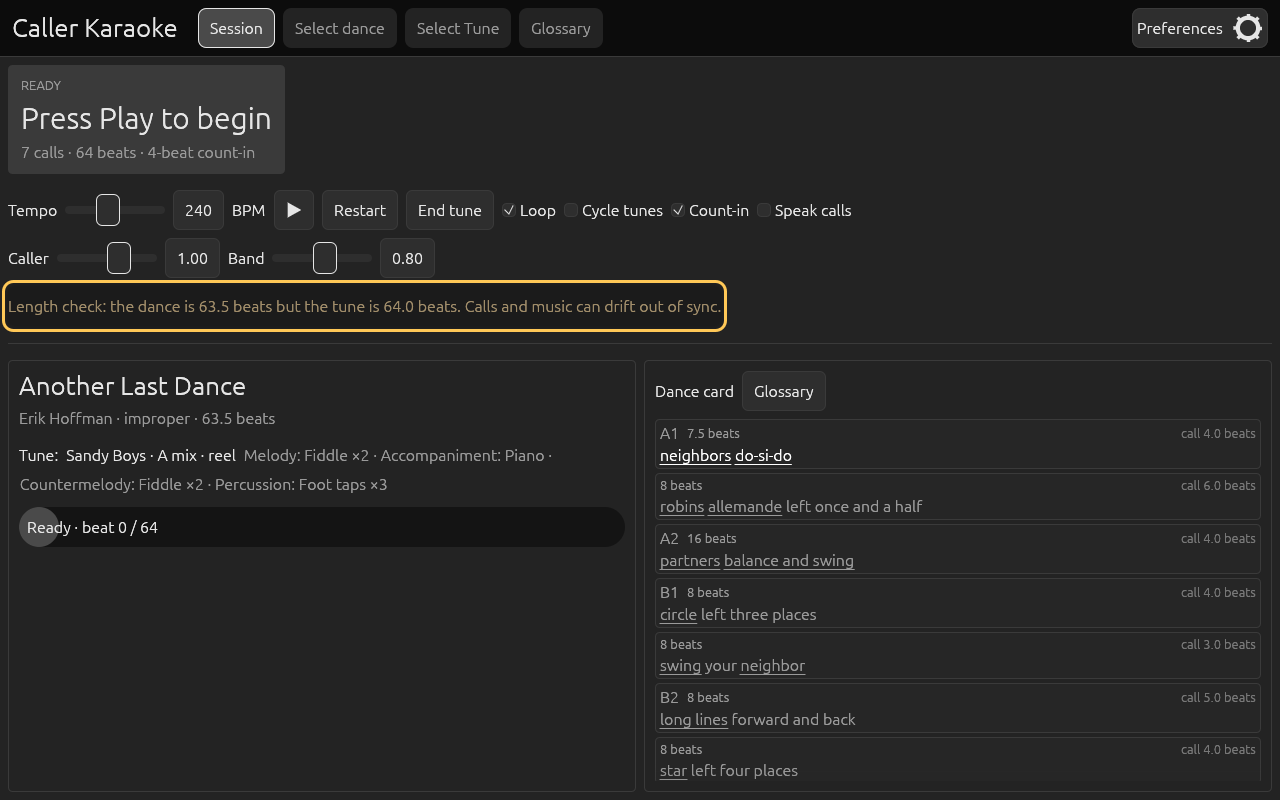 Caller Karaoke
Session
Select dance
Select Tune
Glossary
Preferences
READY
Press Play to begin
7 calls · 64 beats · 4-beat count-in
Tempo
240
BPM
Restart
End tune
Loop
Cycle tunes
Count-in
Speak calls
Caller
1.00
Band
0.80
Length check: the dance is 63.5 beats but the tune is 64.0 beats. Calls and music can drift out of sync.
Another Last Dance
Erik Hoffman · improper · 63.5 beats
Tune: Sandy Boys · A mix · reel Melody: Fiddle ×2 · Accompaniment: Piano ·
Countermelody: Fiddle ×2 · Percussion: Foot taps ×3
Ready · beat 0 / 64
Dance card
Glossary
A1 7.5 beats call 4.0 beats
neighbors do-si-do
8 beats call 6.0 beats
robins allemande left once and a half
A2 16 beats call 4.0 beats
partners balance and swing
B1 8 beats call 4.0 beats
circle left three places
8 beats call 3.0 beats
swing your neighbor
B2 8 beats call 5.0 beats
long lines forward and back
8 beats call 4.0 beats
star left four places